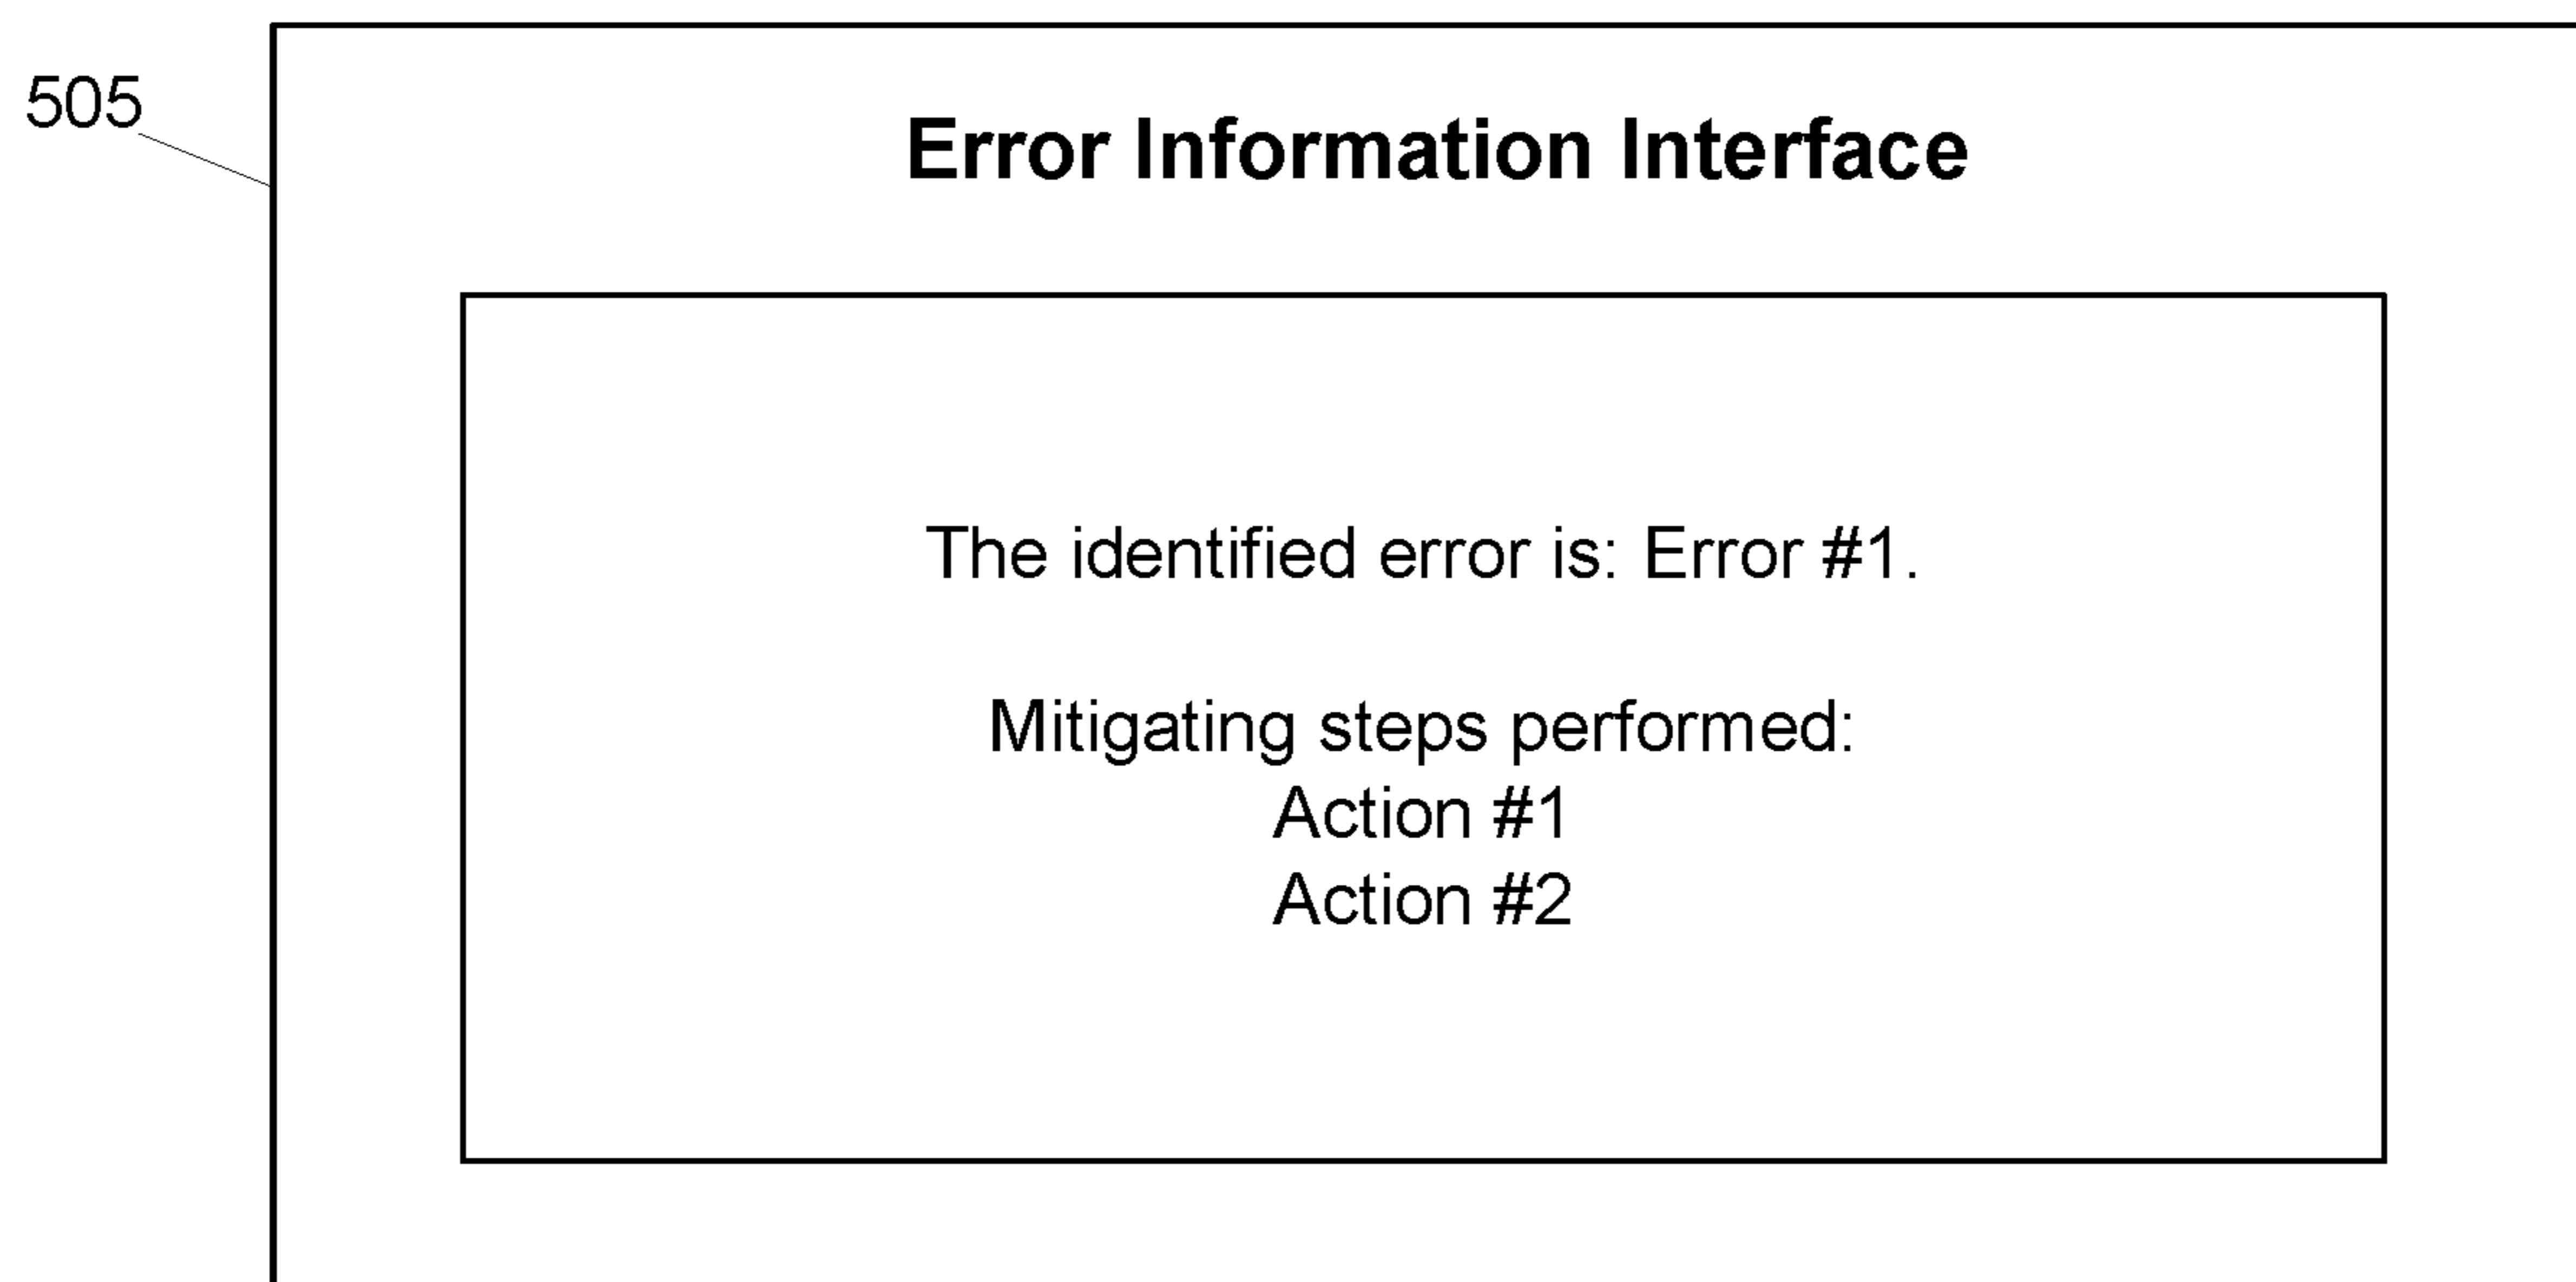 505
Error Information Interface
The identified error is: Error #1.
Mitigating steps performed:
Action #1
Action #2